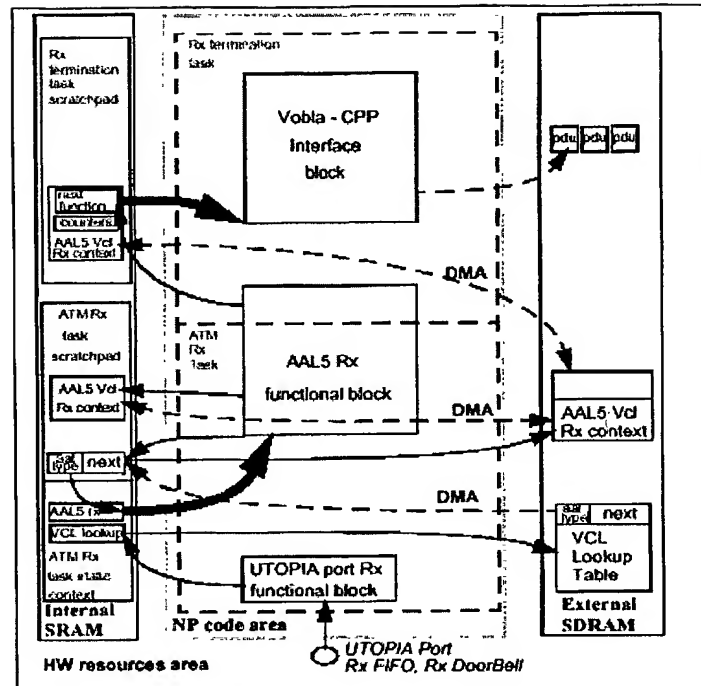 Rx
termination
task
scratchpad
next
function
counters
AAL5 Vcl
Rx context
ATM Rx
task
scratchpad
AAL5 Vcl
Rx context
aal
type
next
AAL5 rx
VCL lookup
ATM Rx
task state
context
Internal
SRAM
Rx termination
task
Vobla - CPP
Interface
block
ATM
Rx
Task
AAL5 Rx
functional block
UTOPIA port Rx
functional block
NP code area
DMA
DMA
DMA
pdu pdu pdu
AAL5 Vcl
Rx context
aal
type
next
VCL
Lookup
Table
External
SDRAM
UTOPIA Port
Rx FIFO, Rx DoorBell
HW resources area